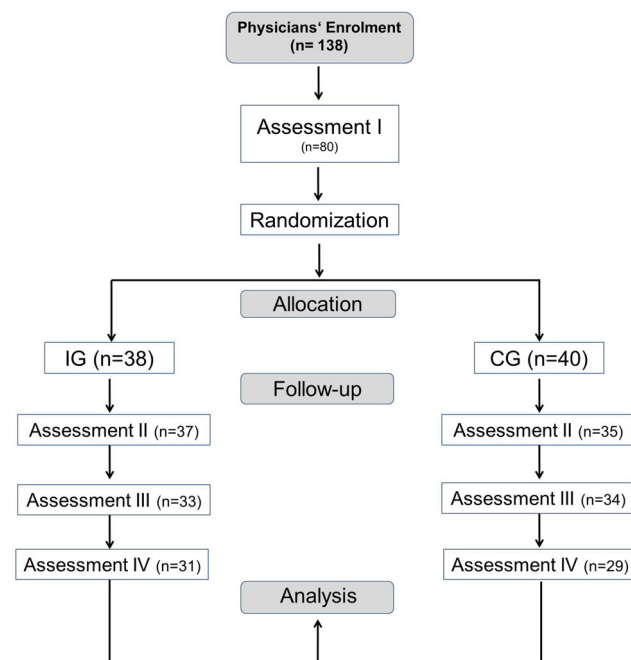 Physicians‘ Enrolment
(n= 138)
Assessment I
(n=80)
Randomization
Allocation
IG (n=38)
CG (n=40)
Follow-up
Assessment II (n=37)
Assessment II (n=35)
Assessment III (n=33)
Assessment III (n=34)
Assessment IV (n=31)
Assessment IV (n=29)
Analysis